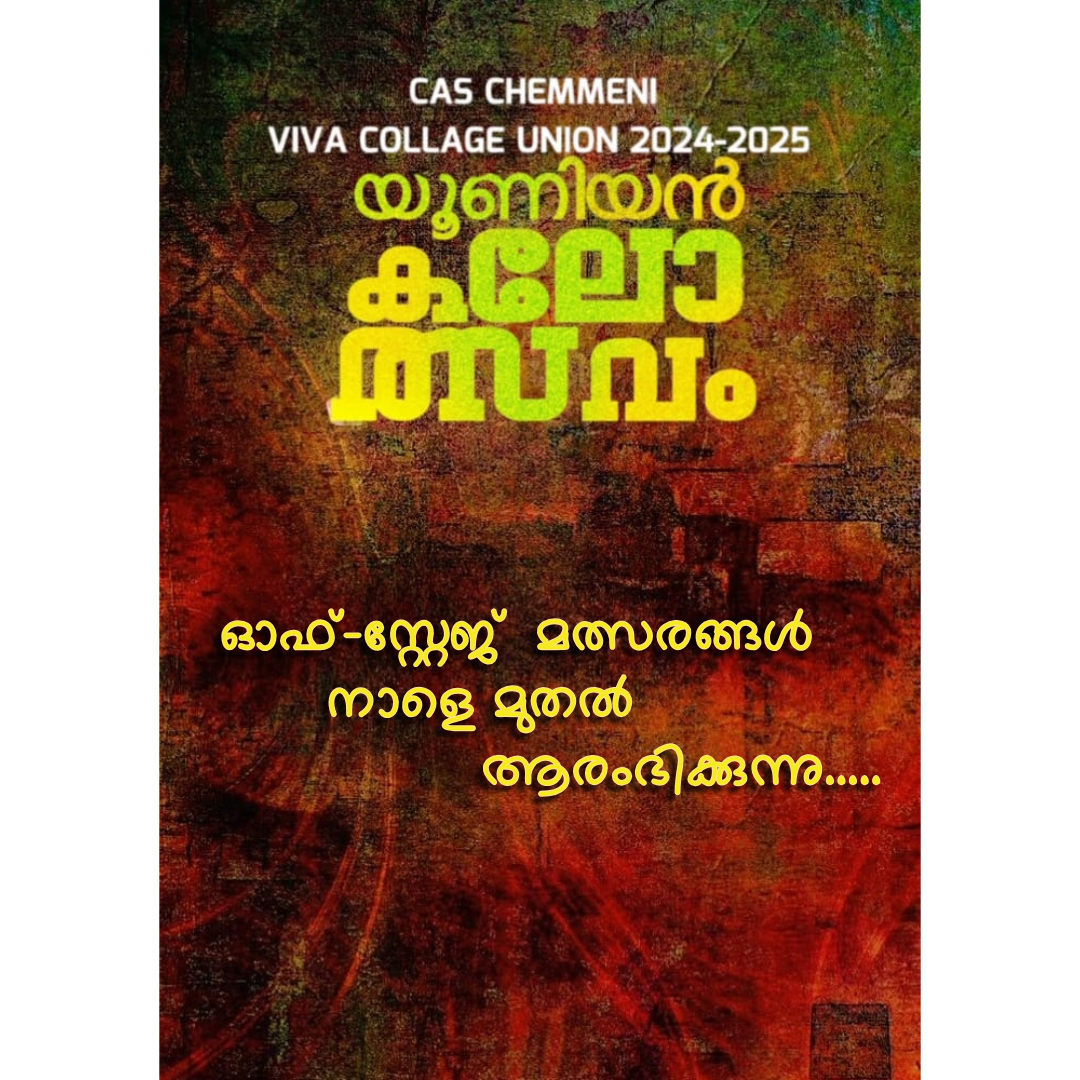 CAS CHEMMENI
VIVA COLLAGE UNION 2024-2025
യൂണിയൻ
കലോ
ത്സവം
ഓഫ്-സ്റ്റേജ് മത്സരങ്ങൾ
നാളെ മുതൽ
ആരംഭിക്കുന്നു.....